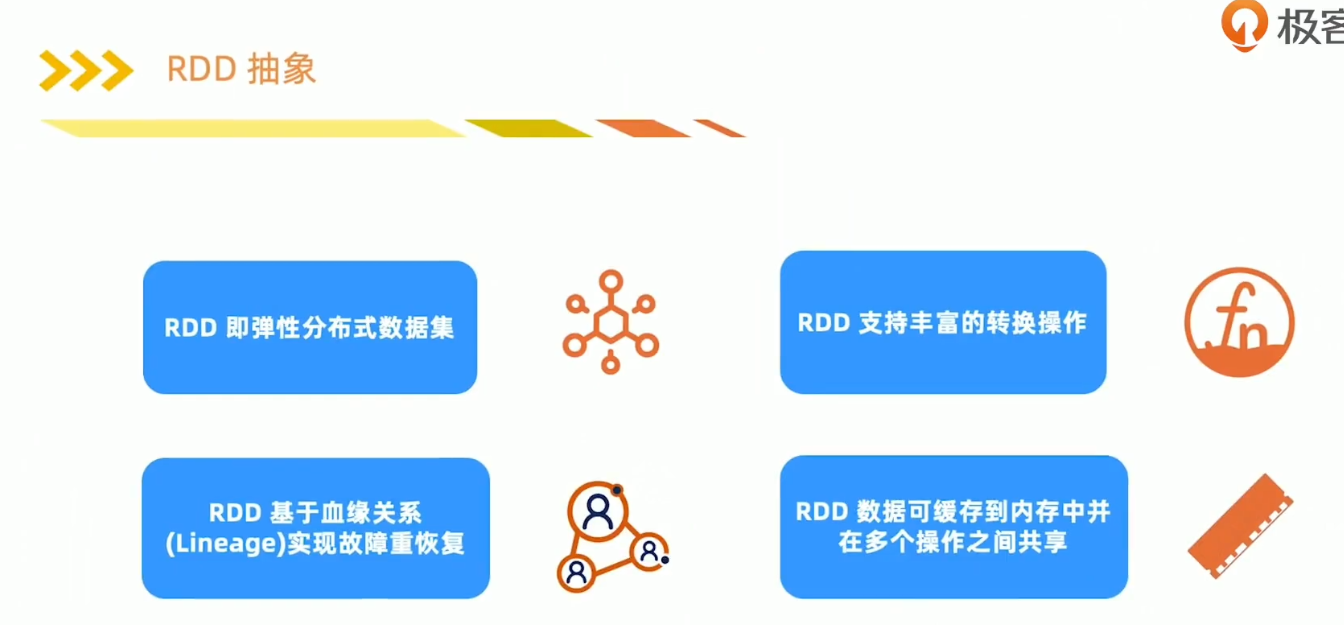 极客
RDD 抽象
RDD 即弹性分布式数据集
RDD 支持丰富的转换操作
fn
RDD 基于血缘关系
(Lineage)实现故障重恢复
RDD 数据可缓存到内存中并
在多个操作之间共享